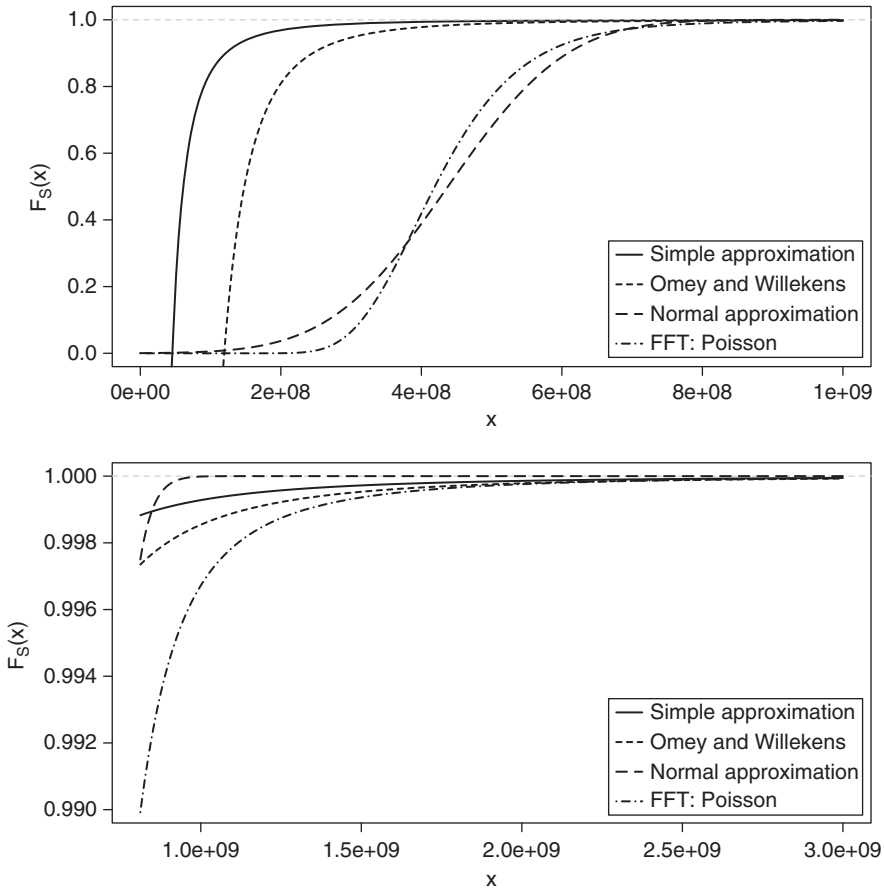 1.0
0.8
0.6
0.4
0.2
0.0
F_S(x)
Simple approximation
Omey and Willekens
Normal approximation
FFT: Poisson
0e+00 2e+08 4e+08 6e+08 8e+08 1e+09
x
1.000
0.998
0.996
0.994
0.992
0.990
F_S(x)
Simple approximation
Omey and Willekens
Normal approximation
FFT: Poisson
1.0e+09 1.5e+09 2.0e+09 2.5e+09 3.0e+09
x